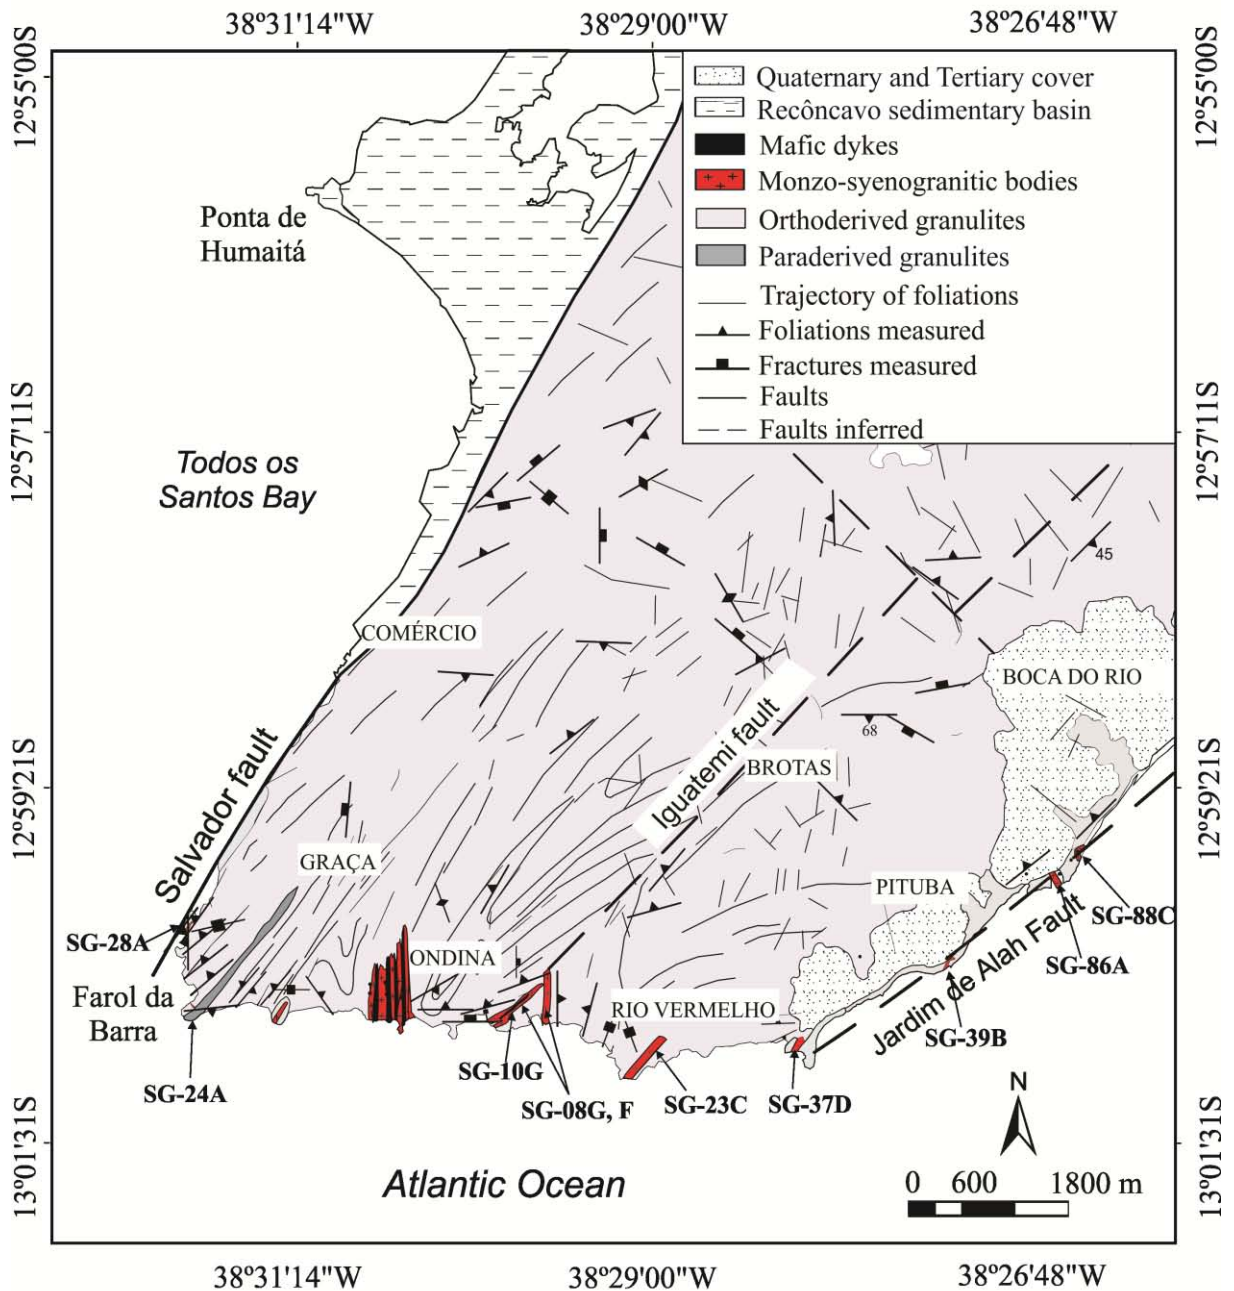 38º31'14"W
38º29'00"W
38º26'48"W
12º55'00S
12º55'00S
Quaternary and Tertiary cover
Recôncavo sedimentary basin
Mafic dykes
Monzo-syenogranitic bodies
Orthoderived granulites
Paraderived granulites
Trajectory of foliations
Foliations measured
Fractures measured
Faults
Faults inferred
Ponta de
Humaitá
12º57'11S
12º57'11S
Todos os
Santos Bay
45
COMÉRCIO
BOCA DO RIO
68
Iguatemi fault
BROTAS
Salvador fault
12º59'21S
12º59'21S
GRAÇA
PITUBA
SG-88C
SG-28A
ONDINA
SG-86A
Jardim de Alah Fault
Farol da
Barra
RIO VERMELHO
SG-39B
SG-10G
SG-24A
SG-08G, F
SG-23C
SG-37D
N
13º01'31S
13º01'31S
Atlantic Ocean
0 600 1800 m
38º31'14"W
38º29'00"W
38º26'48"W